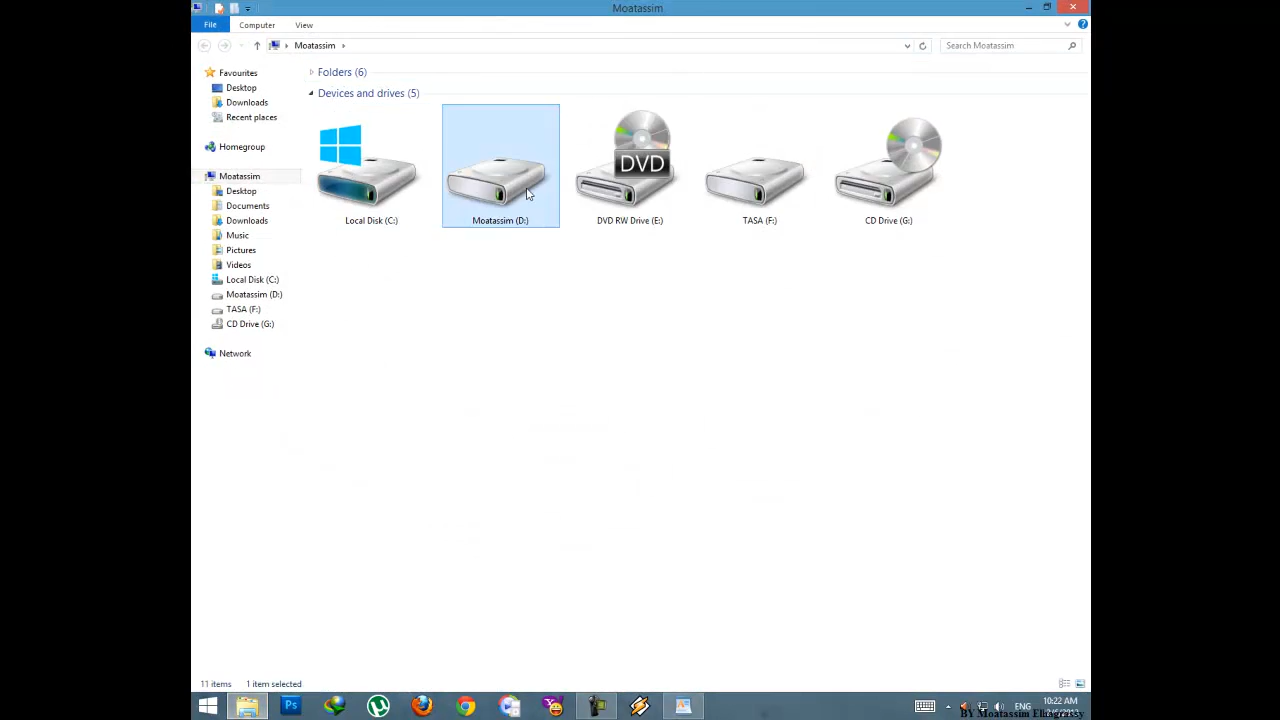 Moatassim
File
Computer
View
Moatassim
Search Moatassim
Favourites
Desktop
Downloads
Recent places
Homegroup
Moatassim
Desktop
Documents
Downloads
Music
Pictures
Videos
Local Disk (C:)
Moatassim (D:)
TASA (F:)
CD Drive (G:)
Network
Folders (6)
Devices and drives (5)
DVD
Local Disk (C:)
Moatassim (D:)
DVD RW Drive (E:)
TASA (F:)
CD Drive (G:)
11 items
1 item selected
Ps
ENG
10:22 AM
BY Moatassim